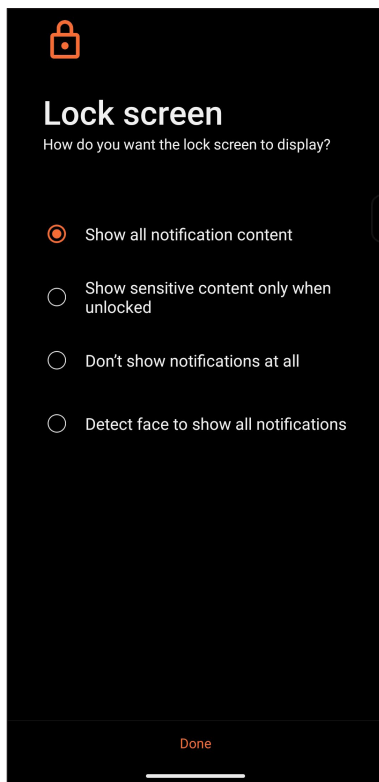 Lock screen
How do you want the lock screen to display?
Show all notification content
Show sensitive content only when
unlocked
Don't show notifications at all
Detect face to show all notifications
Done